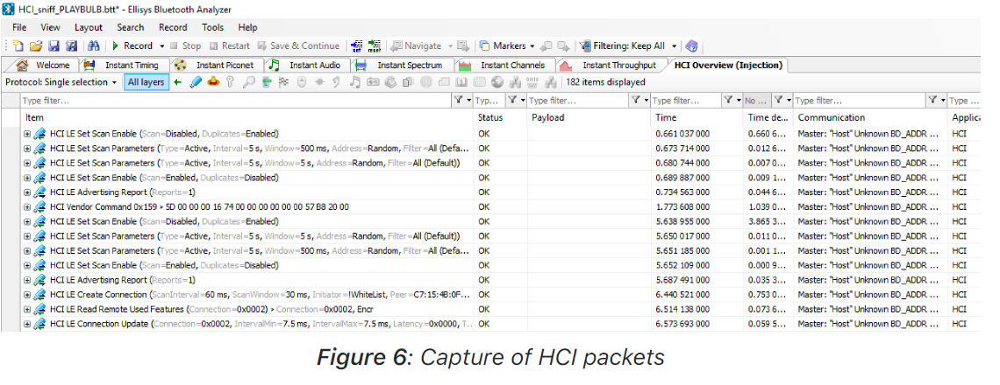 HCI_sniff_PLAYBULB.btt* - Ellisys Bluetooth Analyzer
File View Layout Search Record Tools Help
Record Stop Restart Save & Continue Navigate Markers Filtering: Keep All
Welcome Instant Timing Instant Piconet Instant Audio Instant Spectrum Instant Channels Instant Throughput HCI Overview (Injection)
Protocol: Single selection All layers 182 items displayed
Type filter... Typ... Type filter... Type filter... No ... Type filter... Type ...
Item Status Payload Time Time de... Communication Applic
HCI LE Set Scan Enable (Scan=Disabled, Duplicates=Enabled) OK 0.661 037 000 0.660 6... Master: "Host" Unknown BD_ADDR ... HCI
HCI LE Set Scan Parameters (Type=Active, Interval=5 s, Window=500 ms, Address=Random, Filter=All (Defa... OK 0.673 714 000 0.012 6... Master: "Host" Unknown BD_ADDR ... HCI
HCI LE Set Scan Parameters (Type=Active, Interval=5 s, Window=5 s, Address=Random, Filter=All (Default)) OK 0.680 744 000 0.007 0... Master: "Host" Unknown BD_ADDR ... HCI
HCI LE Set Scan Enable (Scan=Enabled, Duplicates=Disabled) OK 0.689 887 000 0.009 1... Master: "Host" Unknown BD_ADDR ... HCI
HCI LE Advertising Report (Reports=1) OK 0.734 563 000 0.044 6... Master: "Host" Unknown BD_ADDR ... HCI
HCI Vendor Command 0x159 > 5D 00 00 00 16 74 00 00 00 00 00 00 57 B8 20 00 OK 1.773 608 000 1.039 0... Master: "Host" Unknown BD_ADDR ... HCI
HCI LE Set Scan Enable (Scan=Disabled, Duplicates=Enabled) OK 5.638 955 000 3.865 3... Master: "Host" Unknown BD_ADDR ... HCI
HCI LE Set Scan Parameters (Type=Active, Interval=5 s, Window=5 s, Address=Random, Filter=All (Default)) OK 5.650 017 000 0.011 0... Master: "Host" Unknown BD_ADDR ... HCI
HCI LE Set Scan Parameters (Type=Active, Interval=5 s, Window=500 ms, Address=Random, Filter=All (Defa... OK 5.651 185 000 0.001 1... Master: "Host" Unknown BD_ADDR ... HCI
HCI LE Set Scan Enable (Scan=Enabled, Duplicates=Disabled) OK 5.652 109 000 0.000 9... Master: "Host" Unknown BD_ADDR ... HCI
HCI LE Advertising Report (Reports=1) OK 5.687 491 000 0.035 3... Master: "Host" Unknown BD_ADDR ... HCI
HCI LE Create Connection (ScanInterval=60 ms, ScanWindow=30 ms, Initiator=!WhiteList, Peer=C7:15:4B:0F... OK 6.440 521 000 0.753 0... Master: "Host" Unknown BD_ADDR ... HCI
HCI LE Read Remote Used Features (Connection=0x0002) > Connection=0x0002, Encr OK 6.514 138 000 0.073 6... Master: "Host" Unknown BD_ADDR ... HCI
HCI LE Connection Update (Connection=0x0002, IntervalMin=7.5 ms, IntervalMax=7.5 ms, Latency=0x0000, T... OK 6.573 693 000 0.059 5... Master: "Host" Unknown BD_ADDR ... HCI
Figure 6: Capture of HCI packets